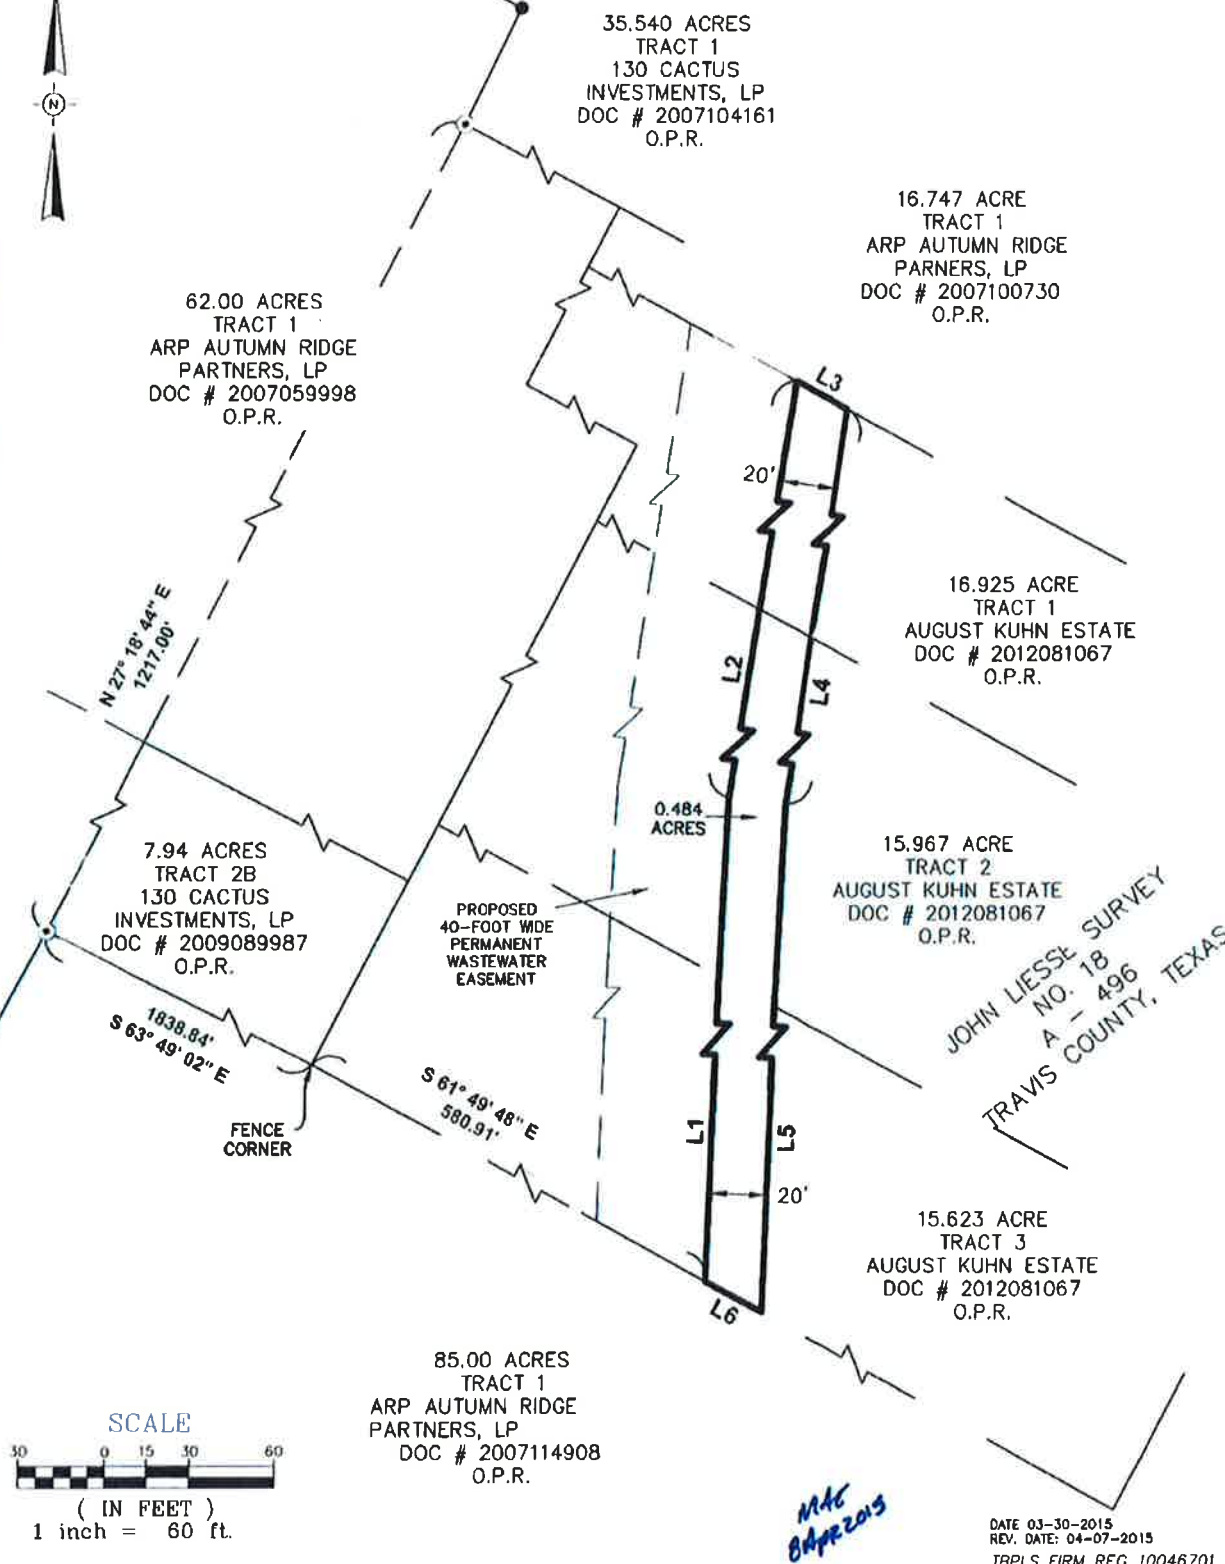 35.540 ACRES
TRACT 1
130 CACTUS
INVESTMENTS, LP
DOC # 2007104161
O.P.R.
N
16.747 ACRE
TRACT 1
ARP AUTUMN RIDGE
PARNERS, LP
DOC # 2007100730
O.P.R.
62.00 ACRES
TRACT 1
ARP AUTUMN RIDGE
PARTNERS, LP
DOC # 2007059998
O.P.R.
L3
20'
16.925 ACRE
TRACT 1
AUGUST KUHN ESTATE
DOC # 2012081067
O.P.R.
N 27° 18' 44" E
1217.00'
L2
L4
0.484
ACRES
7.94 ACRES
TRACT 2B
130 CACTUS
INVESTMENTS, LP
DOC # 2009089987
O.P.R.
15.967 ACRE
TRACT 2
AUGUST KUHN ESTATE
DOC # 2012081067
O.P.R.
PROPOSED
40-FOOT WIDE
PERMANENT
WASTEWATER
EASEMENT
JOHN LIESSE SURVEY
NO. 18
A - 496
TRAVIS COUNTY, TEXAS
1838.84'
S 63° 49' 02" E
S 61° 49' 48" E
580.91'
FENCE
CORNER
L1
L5
20'
15.623 ACRE
TRACT 3
AUGUST KUHN ESTATE
DOC # 2012081067
O.P.R.
L6
85.00 ACRES
TRACT 1
ARP AUTUMN RIDGE
PARTNERS, LP
DOC # 2007114908
O.P.R.
SCALE
30 0 15 30 60
( IN FEET )
1 inch = 60 ft.
MAE
8 Apr 2015
DATE 03-30-2015
REV. DATE: 04-07-2015
TBPLS FIRM REG. 10046701